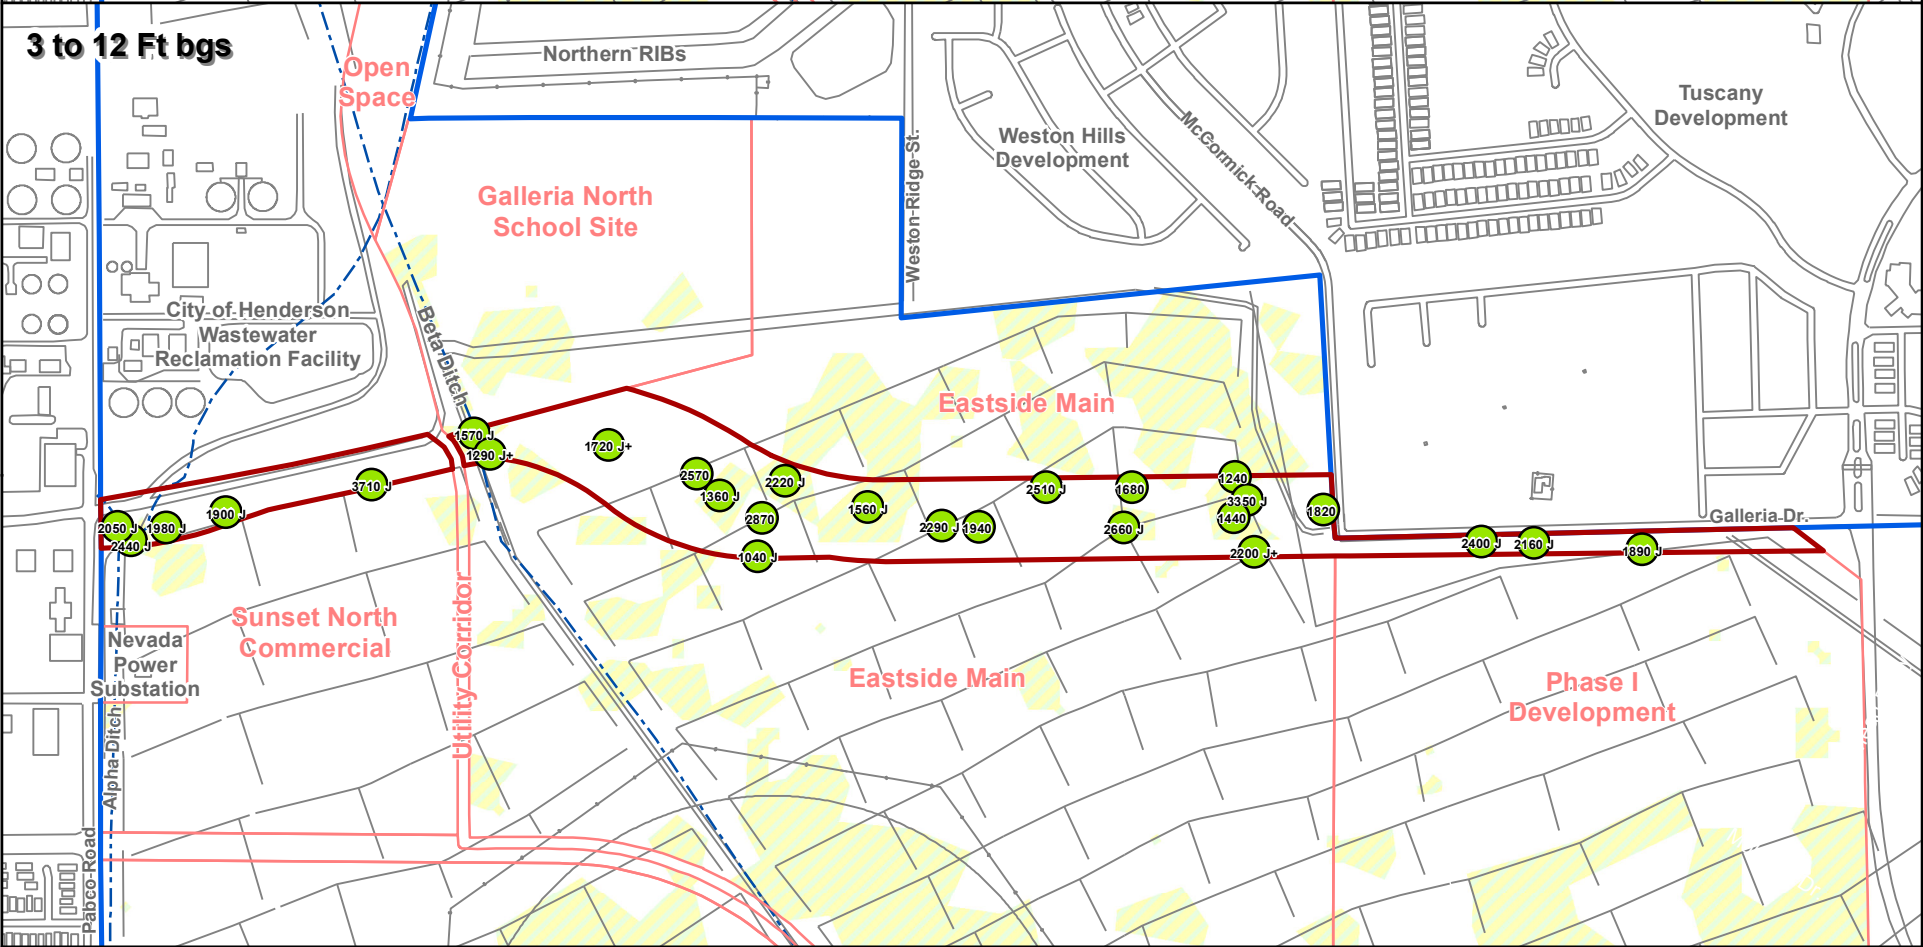 3 to 12 Ft bgs
Open
Space
Northern RIBs
Galleria North
School Site
Weston Ridge St.
Weston Hills
Development
McCormick Road
Tuscany
Development
City of Henderson
Wastewater
Reclamation Facility
Beta Ditch
Eastside Main
1570 J
1290 J+
1720 J+
2570
1360 J
2220 J
2870
1040 J
1560 J
2290 J
1940
2510 J
1680
2660 J
1240
3350 J
1440
2200 J+
1820
2400 J
2160 J
1890 J
Galleria Dr.
3710 J
1900 J
1980 J
2050 J
2440 J
Sunset North
Commercial
Utility Corridor
Nevada
Power
Substation
Alpha Ditch
Pabco Road
Eastside Main
Phase I
Development